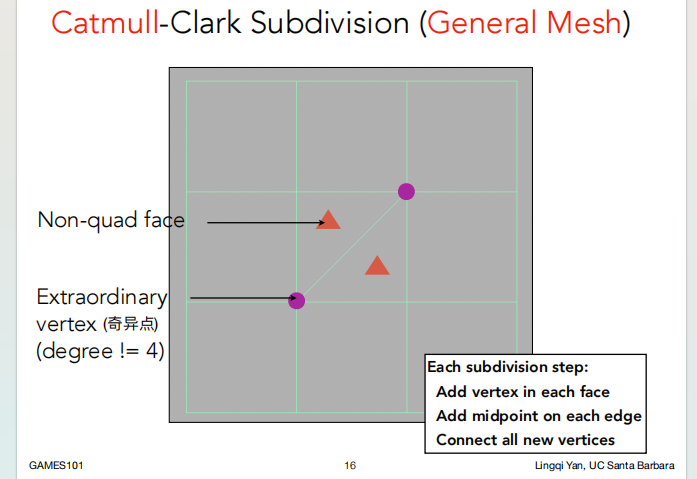 Catmull-Clark Subdivision (General Mesh)
Non-quad face
Extraordinary
vertex (奇异点)
(degree != 4)
Each subdivision step:
Add vertex in each face
Add midpoint on each edge
Connect all new vertices
GAMES101
16
Lingqi Yan, UC Santa Barbara